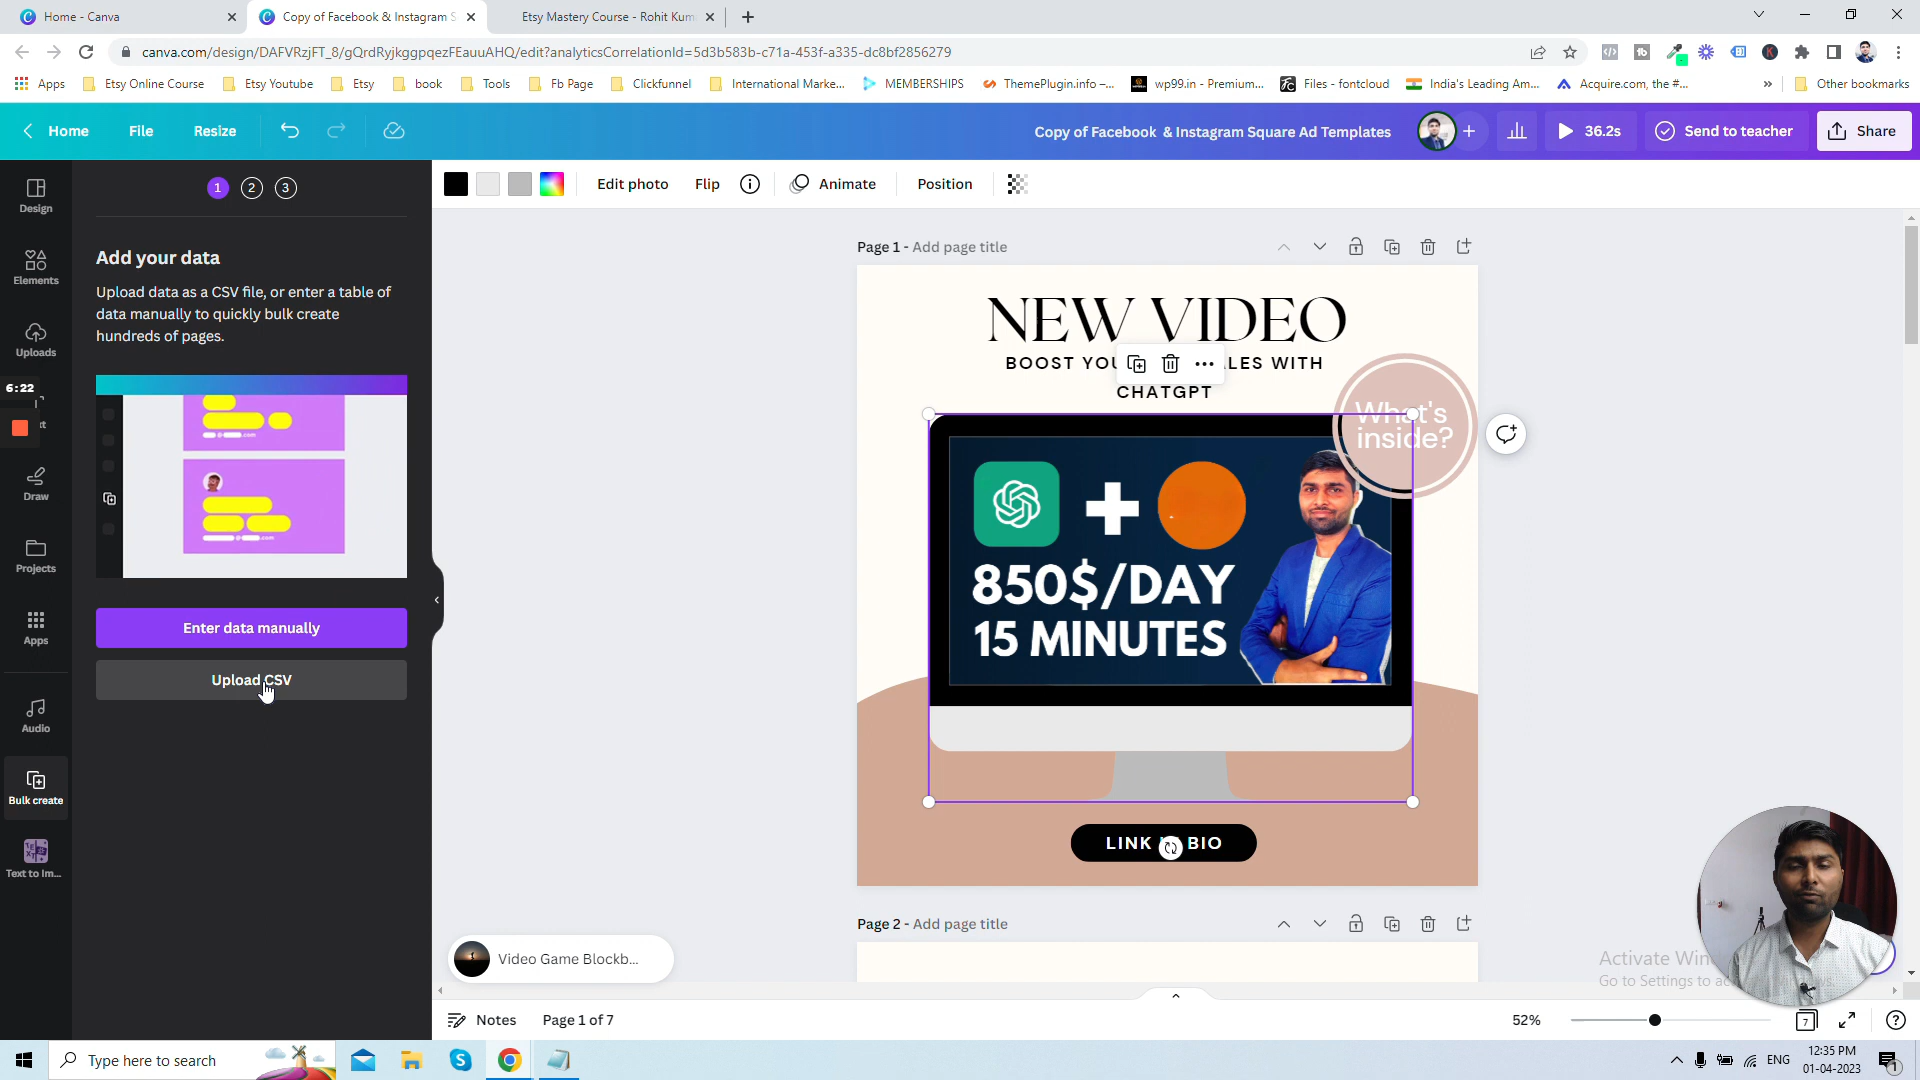 Home - Canva
Copy of Facebook & Instagram S
Etsy Mastery Course - Rohit Kum
canva.com/design/DAFVRzjFT_8/gQrdRyjkggpqezFEauuAHQ/edit?analyticsCorrelationId=5d3b583b-c71a-453f-a335-dc8bf2856279
Apps
Etsy Online Course
Etsy Youtube
Etsy
book
Tools
Fb Page
Clickfunnel
International Marke...
MEMBERSHIPS
ThemePlugin.info –...
wp99.in - Premium...
Files - fontcloud
India's Leading Am...
Acquire.com, the #...
»
Other bookmarks
Home
File
Resize
Copy of Facebook & Instagram Square Ad Templates
36.2s
Send to teacher
Share
Design
Elements
Uploads
6:22
Draw
Projects
Apps
Audio
Bulk create
Text to Im...
1
2
3
Add your data
Upload data as a CSV file, or enter a table of
data manually to quickly bulk create
hundreds of pages.
Enter data manually
Upload CSV
Edit photo
Flip
Animate
Position
Page 1 - Add page title
NEW VIDEO
BOOST YOU LES WITH
CHATGPT
What's
inside?
850$/DAY
15 MINUTES
LINK BIO
Page 2 - Add page title
Video Game Blockb...
Activate Win
Go to Settings to ac
Notes
Page 1 of 7
52%
7
Type here to search
ENG
12:35 PM
01-04-2023
1